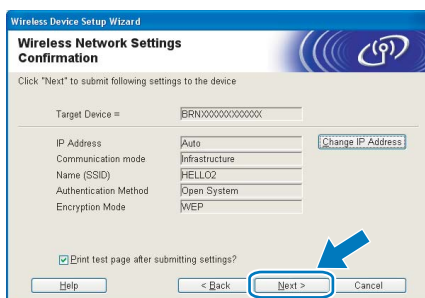 Wireless Device Setup Wizard
Wireless Network Settings
Confirmation
Click "Next" to submit following settings to the device
Target Device = BRNXXXXXXXXXXXX
IP Address Auto Change IP Address
Communication mode Infrastructure
Name (SSID) HELLO2
Authentication Method Open System
Encryption Mode WEP
Print test page after submitting settings?
Help < Back Next > Cancel